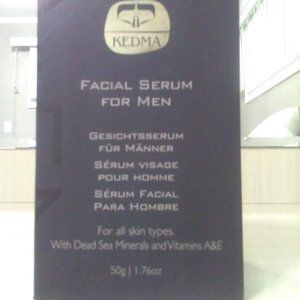 KEDMA
FACIAL SERUM
FOR MEN
GESICHTSSERUM
FÜR MÄNNER
SÉRUM VISAGE
POUR HOMME
SÉRUM FACIAL
PARA HOMBRE
For all skin types.
With Dead Sea Minerals and Vitamins A&E
50g | 1.76oz